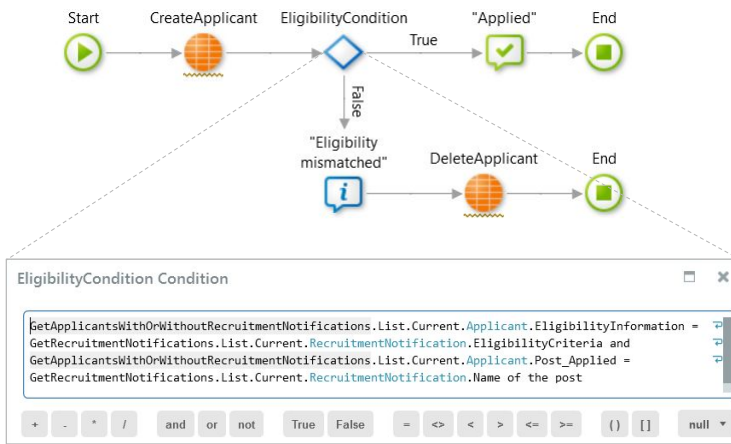 Start
CreateApplicant
EligibilityCondition
"Applied"
End
True
False
"Eligibility
mismatched"
DeleteApplicant
End
EligibilityCondition Condition
GetApplicantsWithOrWithoutRecruitmentNotifications.List.Current.Applicant.EligibilityInformation =
GetRecruitmentNotifications.List.Current.RecruitmentNotification.EligibilityCriteria and
GetApplicantsWithOrWithoutRecruitmentNotifications.List.Current.Applicant.Post_Applied =
GetRecruitmentNotifications.List.Current.RecruitmentNotification.Name of the post
+ - * / and or not True False = <> < > <= >= ( ) [ ] null